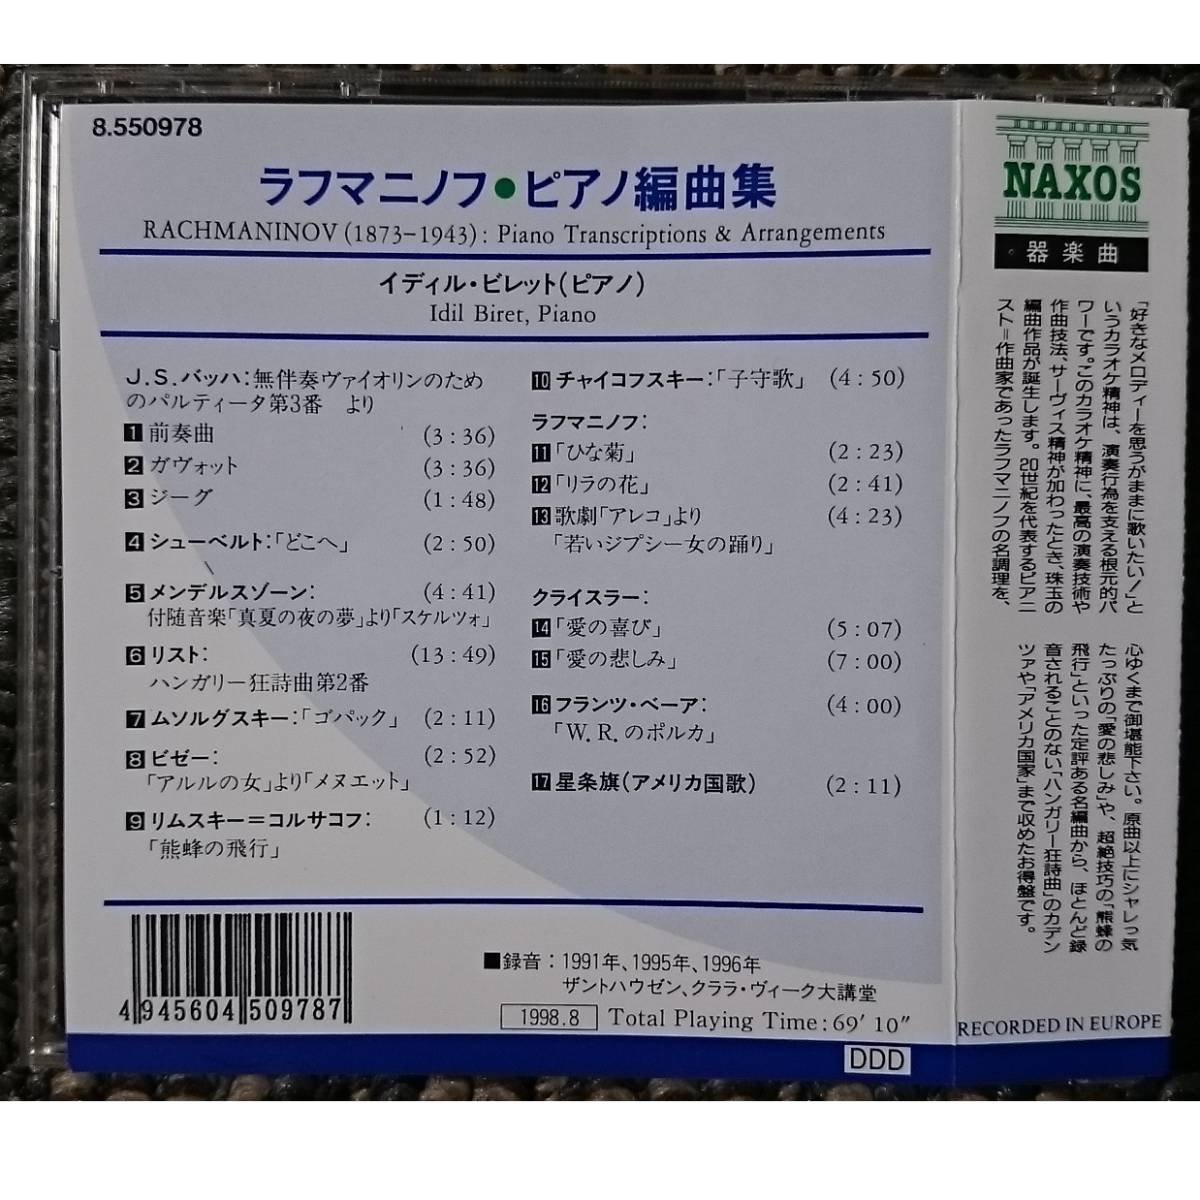 8.550978
ラフマニノフ●ピアノ編曲集
RACHMANINOV (1873–1943) : Piano Transcriptions & Arrangements
イディル・ビレット(ピアノ)
Idil Biret, Piano
J.S.バッハ:無伴奏ヴァイオリンのため
のパルティータ第3番 より
1 前奏曲 (3:36)
2 ガヴォット (3:36)
3 ジーグ (1:48)
4 シューベルト:「どこへ」 (2:50)
5 メンデルスゾーン: (4:41)
付随音楽「真夏の夜の夢」より「スケルツォ」
6 リスト: (13:49)
ハンガリー狂詩曲第2番
7 ムソルグスキー:「ゴパック」 (2:11)
8 ビゼー: (2:52)
「アルルの女」より「メヌエット」
9 リムスキー=コルサコフ: (1:12)
「熊蜂の飛行」
10 チャイコフスキー:「子守歌」 (4:50)
ラフマニノフ:
11 「ひな菊」 (2:23)
12 「リラの花」 (2:41)
13 歌劇「アレコ」より (4:23)
「若いジプシー女の踊り」
クライスラー:
14 「愛の喜び」 (5:07)
15 「愛の悲しみ」 (7:00)
16 フランツ・ベーア: (4:00)
「W.R.のポルカ」
17 星条旗(アメリカ国歌) (2:11)
4 945604 509787
■録音:1991年、1995年、1996年
ザントハウゼン、クララ・ヴィーク大講堂
1998.8 Total Playing Time: 69′ 10″
DDD
NAXOS
・器楽曲
「好きなメロディーを思うがままに歌いたい!」と
いうカラオケ精神は、演奏行為を支える根元的パ
ワーです。このカラオケ精神に、最高の演奏技術や
作曲技法、サーヴィス精神が加わったとき、珠玉の
編曲作品が誕生します。20世紀を代表するピアニ
スト=作曲家であったラフマニノフの名調理を、
心ゆくまで御堪能下さい。原曲以上にシャレっ気
たっぷりの「愛の悲しみ」や、超絶技巧の「熊蜂の
飛行」といった定評ある名編曲から、ほとんど録
音されることのない「ハンガリー狂詩曲」のカデン
ツァや「アメリカ国家」まで収めたお得盤です。
RECORDED IN EUROPE